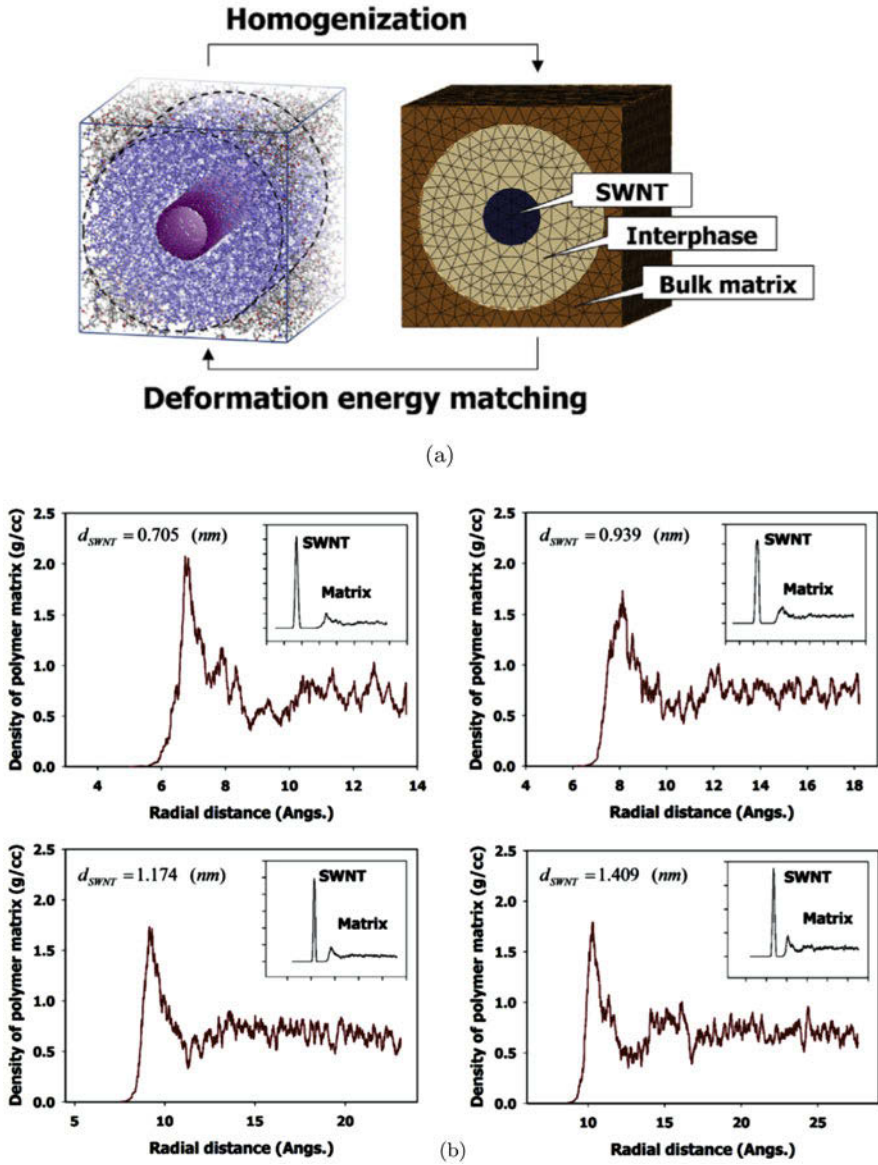 Homogenization
SWNT
Interphase
Bulk matrix
Deformation energy matching
(a)
Density of polymer matrix (g/cc)
2.5
2.0
1.5
1.0
0.5
0.0
d_SWNT = 0.705 (nm)
SWNT
Matrix
4 6 8 10 12 14
Radial distance (Angs.)
Density of polymer matrix (g/cc)
2.5
2.0
1.5
1.0
0.5
0.0
d_SWNT = 0.939 (nm)
SWNT
Matrix
4 6 8 10 12 14 16 18
Radial distance (Angs.)
Density of polymer matrix (g/cc)
2.5
2.0
1.5
1.0
0.5
0.0
d_SWNT = 1.174 (nm)
SWNT
Matrix
5 10 15 20
Radial distance (Angs.)
Density of polymer matrix (g/cc)
2.5
2.0
1.5
1.0
0.5
0.0
d_SWNT = 1.409 (nm)
SWNT
Matrix
10 15 20 25
Radial distance (Angs.)
(b)